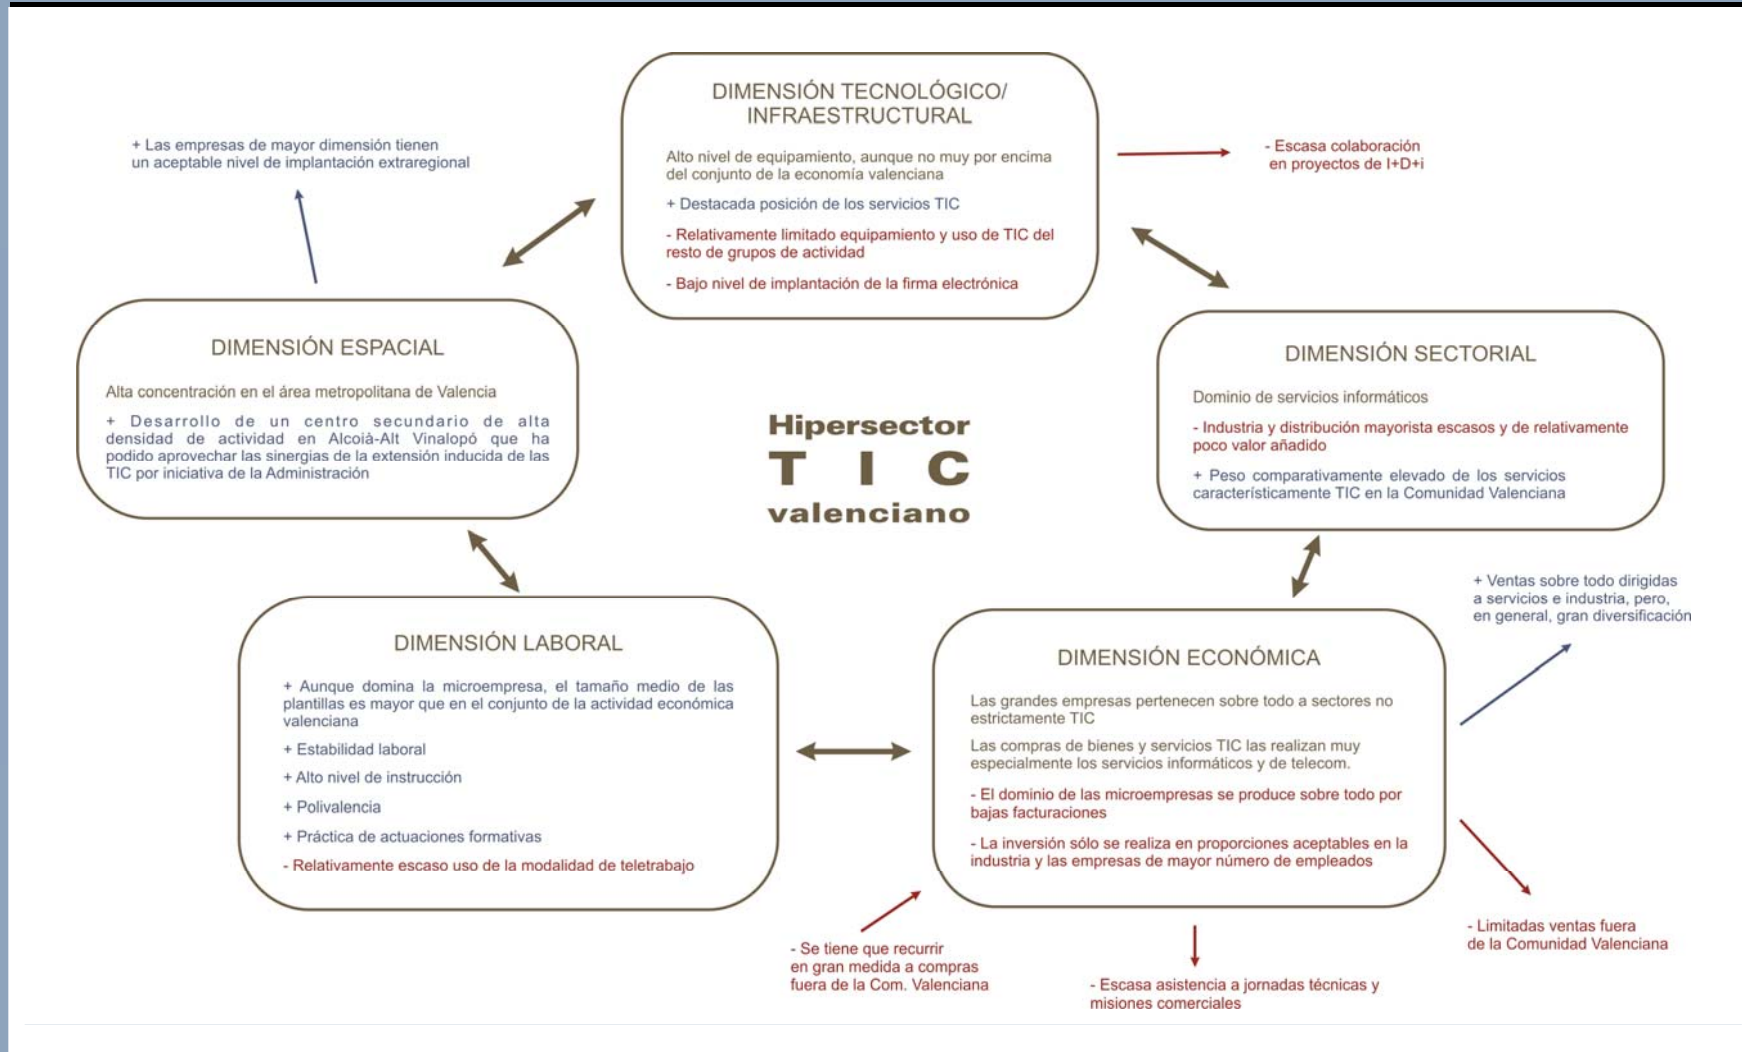 DIMENSIÓN TECNOLÓGICO/
INFRAESTRUCTURAL
Alto nivel de equipamiento, aunque no muy por encima
del conjunto de la economía valenciana
+ Destacada posición de los servicios TIC
- Relativamente limitado equipamiento y uso de TIC del
resto de grupos de actividad
- Bajo nivel de implantación de la firma electrónica
+ Las empresas de mayor dimensión tienen
un aceptable nivel de implantación extraregional
- Escasa colaboración
en proyectos de I+D+i
DIMENSIÓN ESPACIAL
Alta concentración en el área metropolitana de Valencia
+ Desarrollo de un centro secundario de alta
densidad de actividad en Alcoià-Alt Vinalopó que ha
podido aprovechar las sinergias de la extensión inducida de las
TIC por iniciativa de la Administración
Hipersector
TIC
valenciano
DIMENSIÓN SECTORIAL
Dominio de servicios informáticos
- Industria y distribución mayorista escasos y de relativamente
poco valor añadido
+ Peso comparativamente elevado de los servicios
característicamente TIC en la Comunidad Valenciana
DIMENSIÓN LABORAL
+ Aunque domina la microempresa, el tamaño medio de las
plantillas es mayor que en el conjunto de la actividad económica
valenciana
+ Estabilidad laboral
+ Alto nivel de instrucción
+ Polivalencia
+ Práctica de actuaciones formativas
- Relativamente escaso uso de la modalidad de teletrabajo
DIMENSIÓN ECONÓMICA
Las grandes empresas pertenecen sobre todo a sectores no
estrictamente TIC
Las compras de bienes y servicios TIC las realizan muy
especialmente los servicios informáticos y de telecom.
- El dominio de las microempresas se produce sobre todo por
bajas facturaciones
- La inversión sólo se realiza en proporciones aceptables en la
industria y las empresas de mayor número de empleados
+ Ventas sobre todo dirigidas
a servicios e industria, pero,
en general, gran diversificación
- Limitadas ventas fuera
de la Comunidad Valenciana
- Se tiene que recurrir
en gran medida a compras
fuera de la Com. Valenciana
- Escasa asistencia a jornadas técnicas y
misiones comerciales